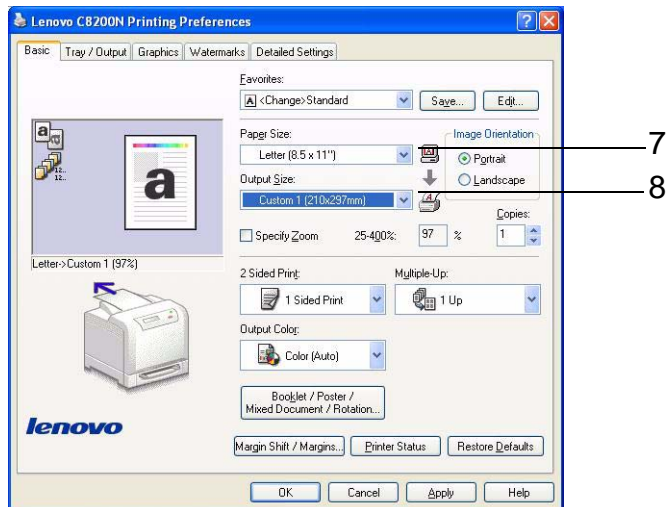 Lenovo C8200N Printing Preferences
Basic Tray / Output Graphics Watermarks Detailed Settings
Favorites:
A <Change>Standard Save... Edit...
Paper Size: Image Orientation
Letter (8.5 x 11") 7
Portrait
Output Size: Landscape
Custom 1 (210x297mm) 8
Copies:
Specify Zoom 25-400%: 97 % 1
a
Letter->Custom 1 (97%)
2 Sided Print: Multiple-Up:
1 Sided Print 1 Up
Output Color:
Color (Auto)
Booklet / Poster /
Mixed Document / Rotation...
lenovo
Margin Shift / Margins... Printer Status Restore Defaults
OK Cancel Apply Help